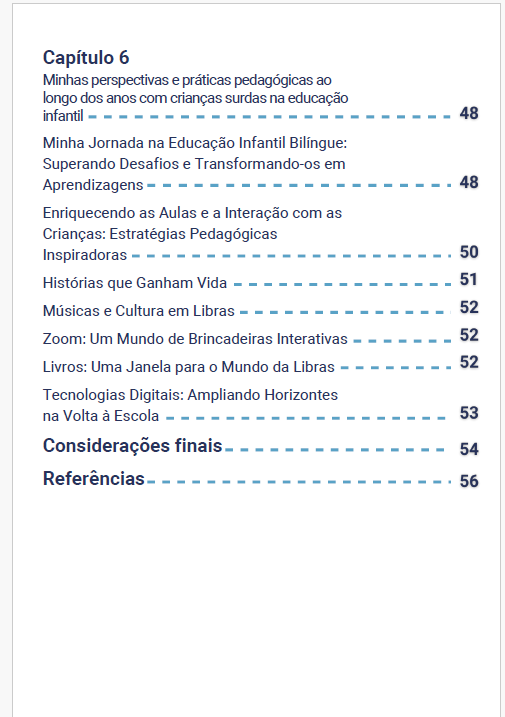 Capítulo 6
Minhas perspectivas e práticas pedagógicas ao
longo dos anos com crianças surdas na educação
infantil 48
Minha Jornada na Educação Infantil Bilíngue:
Superando Desafios e Transformando-os em
Aprendizagens 48
Enriquecendo as Aulas e a Interação com as
Crianças: Estratégias Pedagógicas
Inspiradoras 50
Histórias que Ganham Vida 51
Músicas e Cultura em Libras 52
Zoom: Um Mundo de Brincadeiras Interativas 52
Livros: Uma Janela para o Mundo da Libras 52
Tecnologias Digitais: Ampliando Horizontes
na Volta à Escola 53
Considerações finais 54
Referências 56